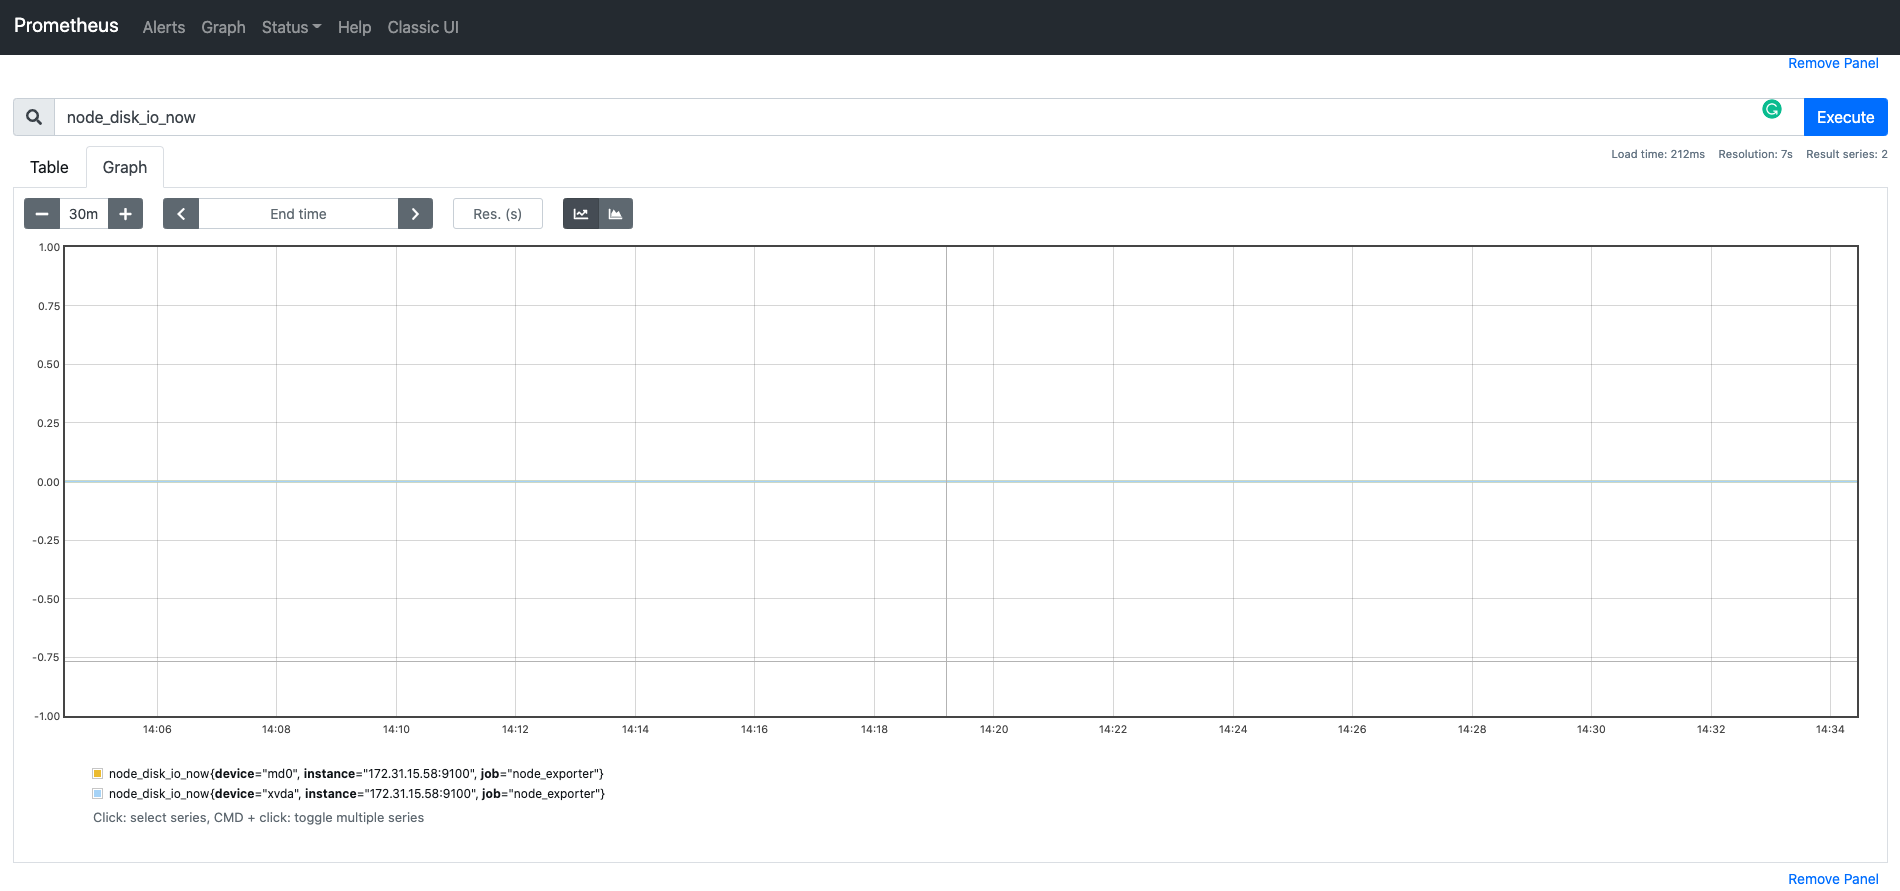 Prometheus Alerts Graph Status Help Classic UI
Remove Panel
node_disk_io_now
Execute
Table Graph
Load time: 212ms Resolution: 7s Result series: 2
30m End time Res. (s)
1.00
0.75
0.50
0.25
0.00
-0.25
-0.50
-0.75
-1.00
14:06 14:08 14:10 14:12 14:14 14:16 14:18 14:20 14:22 14:24 14:26 14:28 14:30 14:32 14:34
node_disk_io_now{device="md0", instance="172.31.15.58:9100", job="node_exporter"}
node_disk_io_now{device="xvda", instance="172.31.15.58:9100", job="node_exporter"}
Click: select series, CMD + click: toggle multiple series
Remove Panel